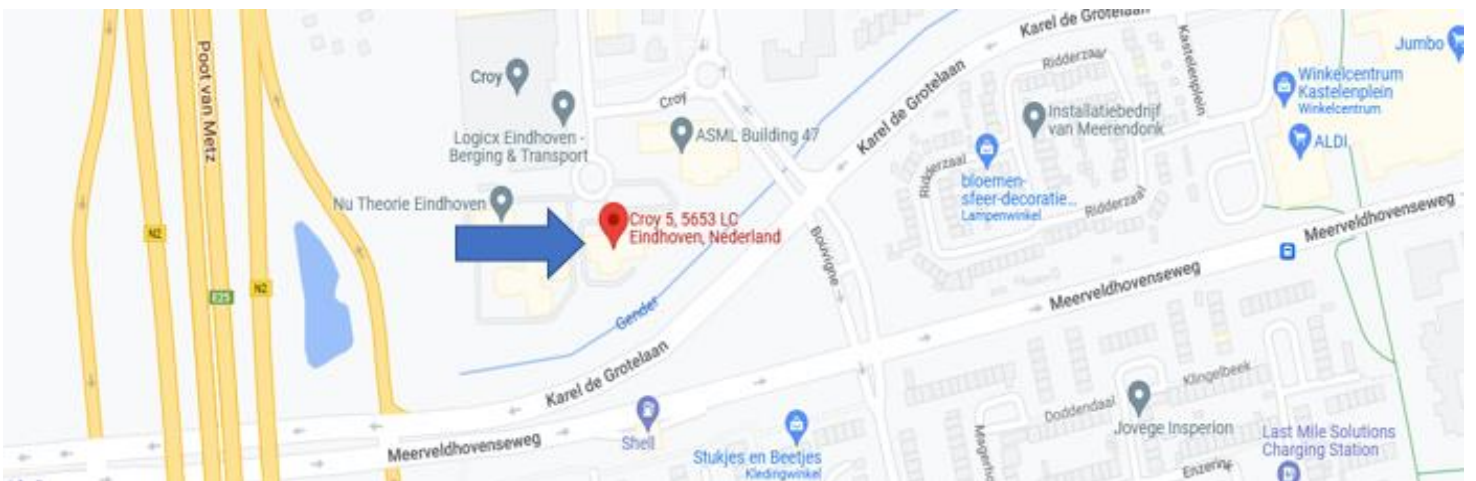 Karel de Grotelaan
Kastelenplein
Jumbo
Poot van Metz
Ridderzaal
Croy
Winkelcentrum
Kastelenplein
Winkelcentrum
Croy
Installatiebedrijf
van Meerendonk
Logicx Eindhoven -
Berging & Transport
ASML Building 47
Karel de Grotelaan
ALDI
Ridderzaal
bloemen-
sfeer-decoratie...
Lampenwinkel
Nu Theorie Eindhoven
Ridderzaal
Croy 5, 5653 LC
Eindhoven, Nederland
Meerveldhovenseweg
N2
Bouvigne
E25
N2
Meerveldhovenseweg
Gender
Karel de Grotelaan
Klingelbeek
Doddendaal
Meerveldhovenseweg
Shell
Jovege Insperion
Stukjes en Beetjes
Kledingwinkel
Last Mile Solutions
Charging Station